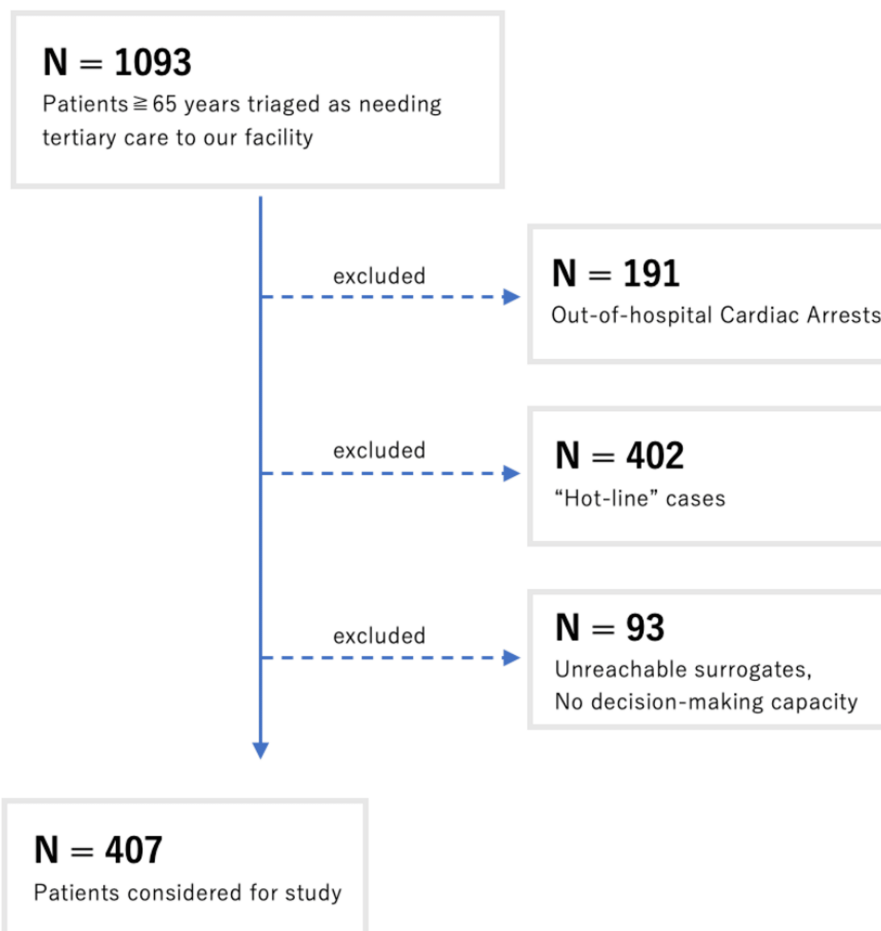 N = 1093
Patients ≧ 65 years triaged as needing
tertiary care to our facility
excluded
N = 191
Out-of-hospital Cardiac Arrests
excluded
N = 402
“Hot-line” cases
excluded
N = 93
Unreachable surrogates,
No decision-making capacity
N = 407
Patients considered for study